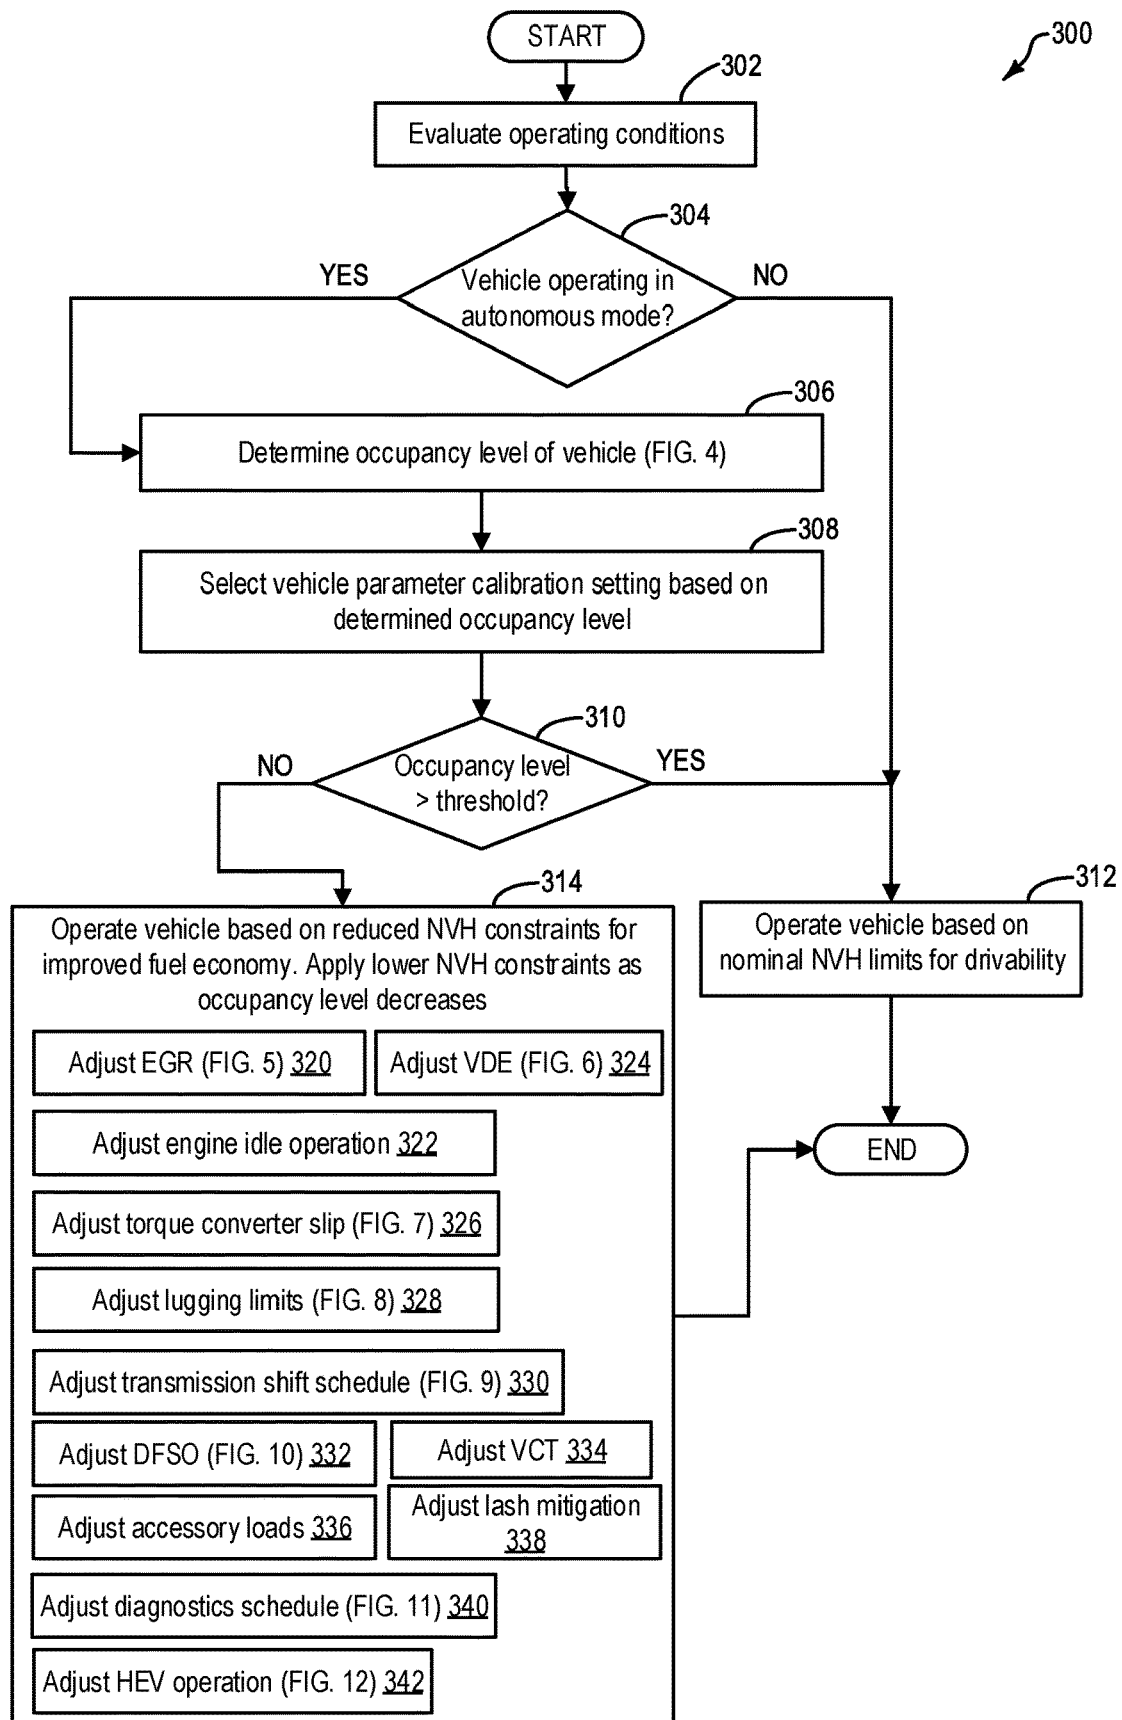 START
300
302
Evaluate operating conditions
304
YES
NO
Vehicle operating in
autonomous mode?
306
Determine occupancy level of vehicle (FIG. 4)
308
Select vehicle parameter calibration setting based on
determined occupancy level
310
NO
YES
Occupancy level
> threshold?
314
312
Operate vehicle based on reduced NVH constraints for
improved fuel economy. Apply lower NVH constraints as
occupancy level decreases
Operate vehicle based on
nominal NVH limits for drivability
Adjust EGR (FIG. 5) 320
Adjust VDE (FIG. 6) 324
Adjust engine idle operation 322
END
Adjust torque converter slip (FIG. 7) 326
Adjust lugging limits (FIG. 8) 328
Adjust transmission shift schedule (FIG. 9) 330
Adjust DFSO (FIG. 10) 332
Adjust VCT 334
Adjust accessory loads 336
Adjust lash mitigation
338
Adjust diagnostics schedule (FIG. 11) 340
Adjust HEV operation (FIG. 12) 342